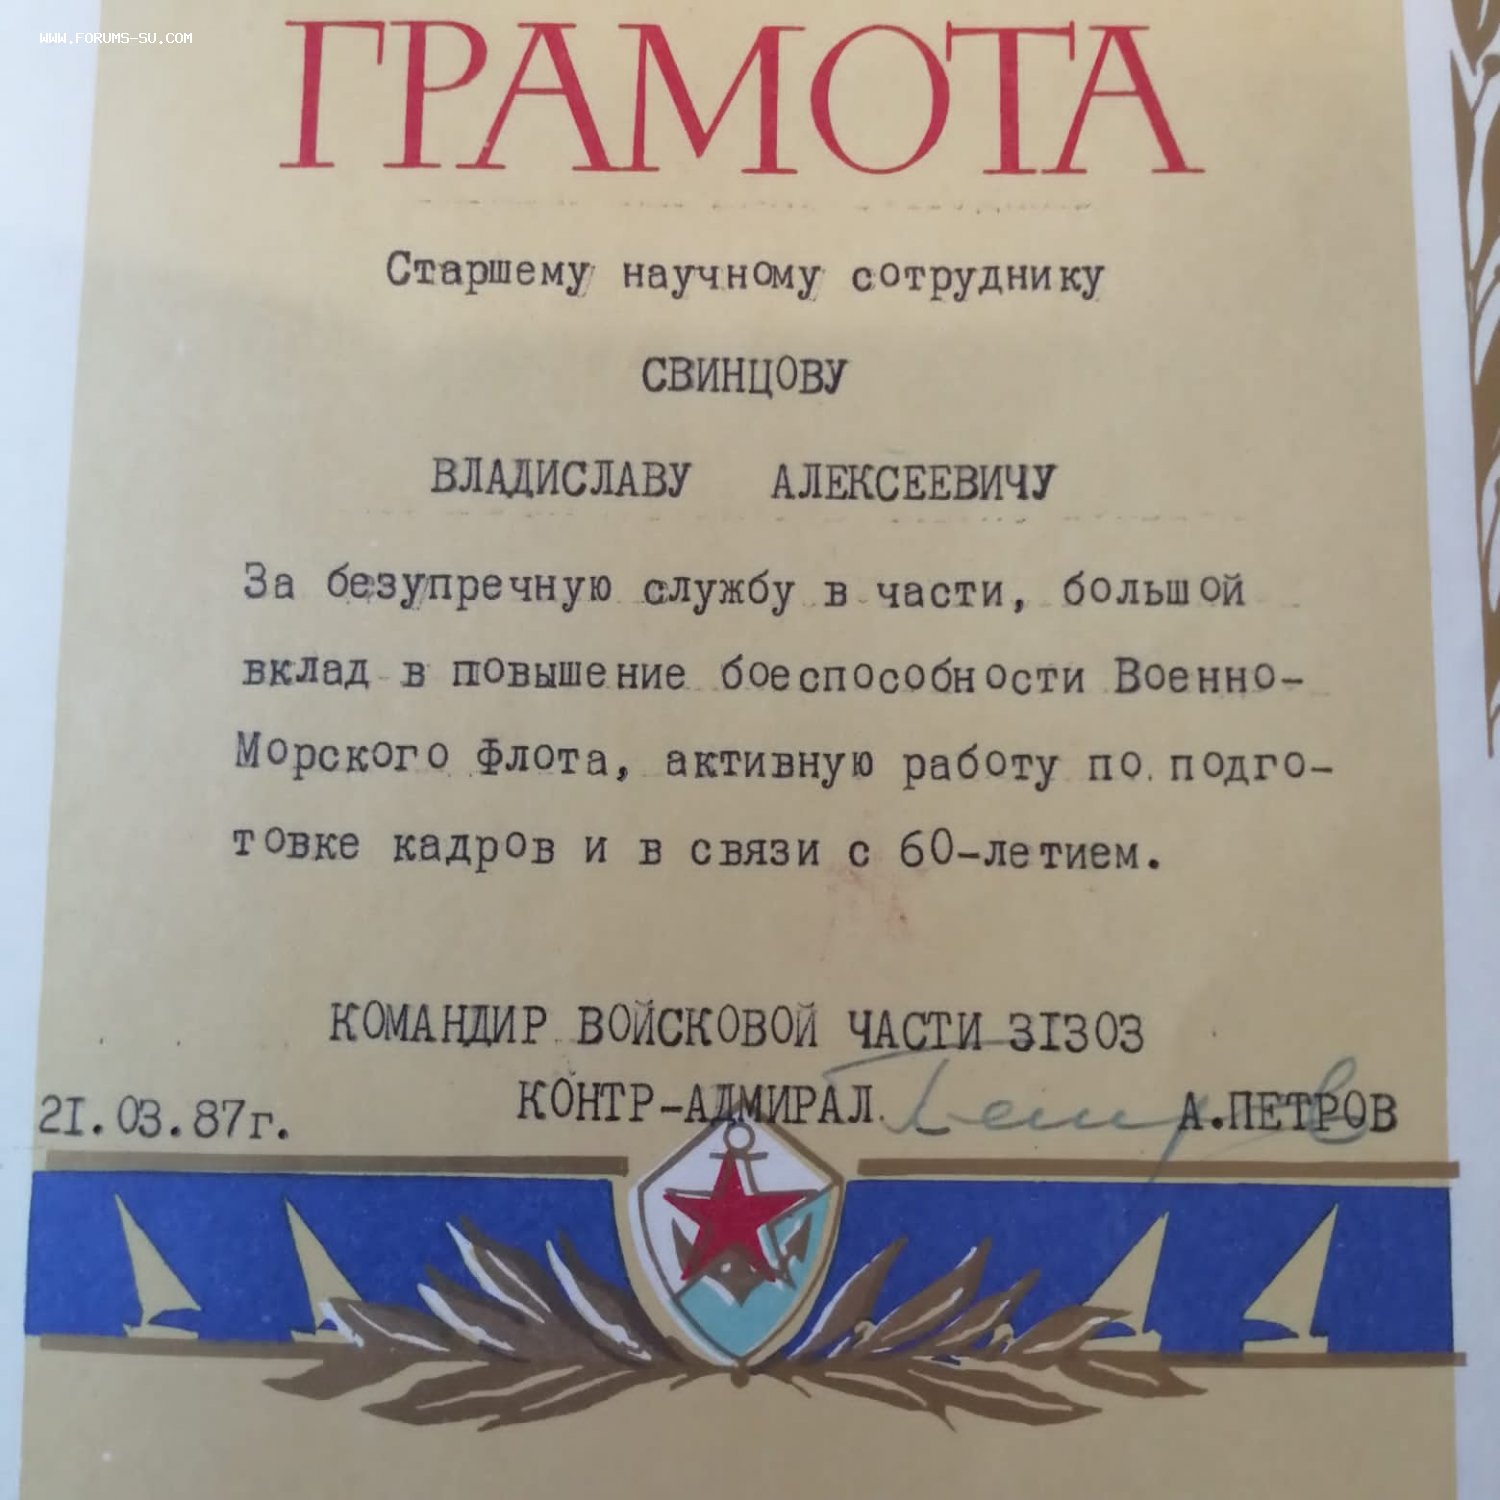 WWW.FORUMS-SU.COM
ГРАМОТА
Старшему научному сотруднику
СВИНЦОВУ
ВЛАДИСЛАВУ АЛЕКСЕЕВИЧУ
За безупречную службу в части, большой
вклад в повышение боеспособности Военно-
Морского Флота, активную работу по подго-
товке кадров и в связи с 60-летием.
КОМАНДИР ВОЙСКОВОЙ ЧАСТИ 31303
КОНТР-АДМИРАЛ Петров А.ПЕТРОВ
21.03.87г.